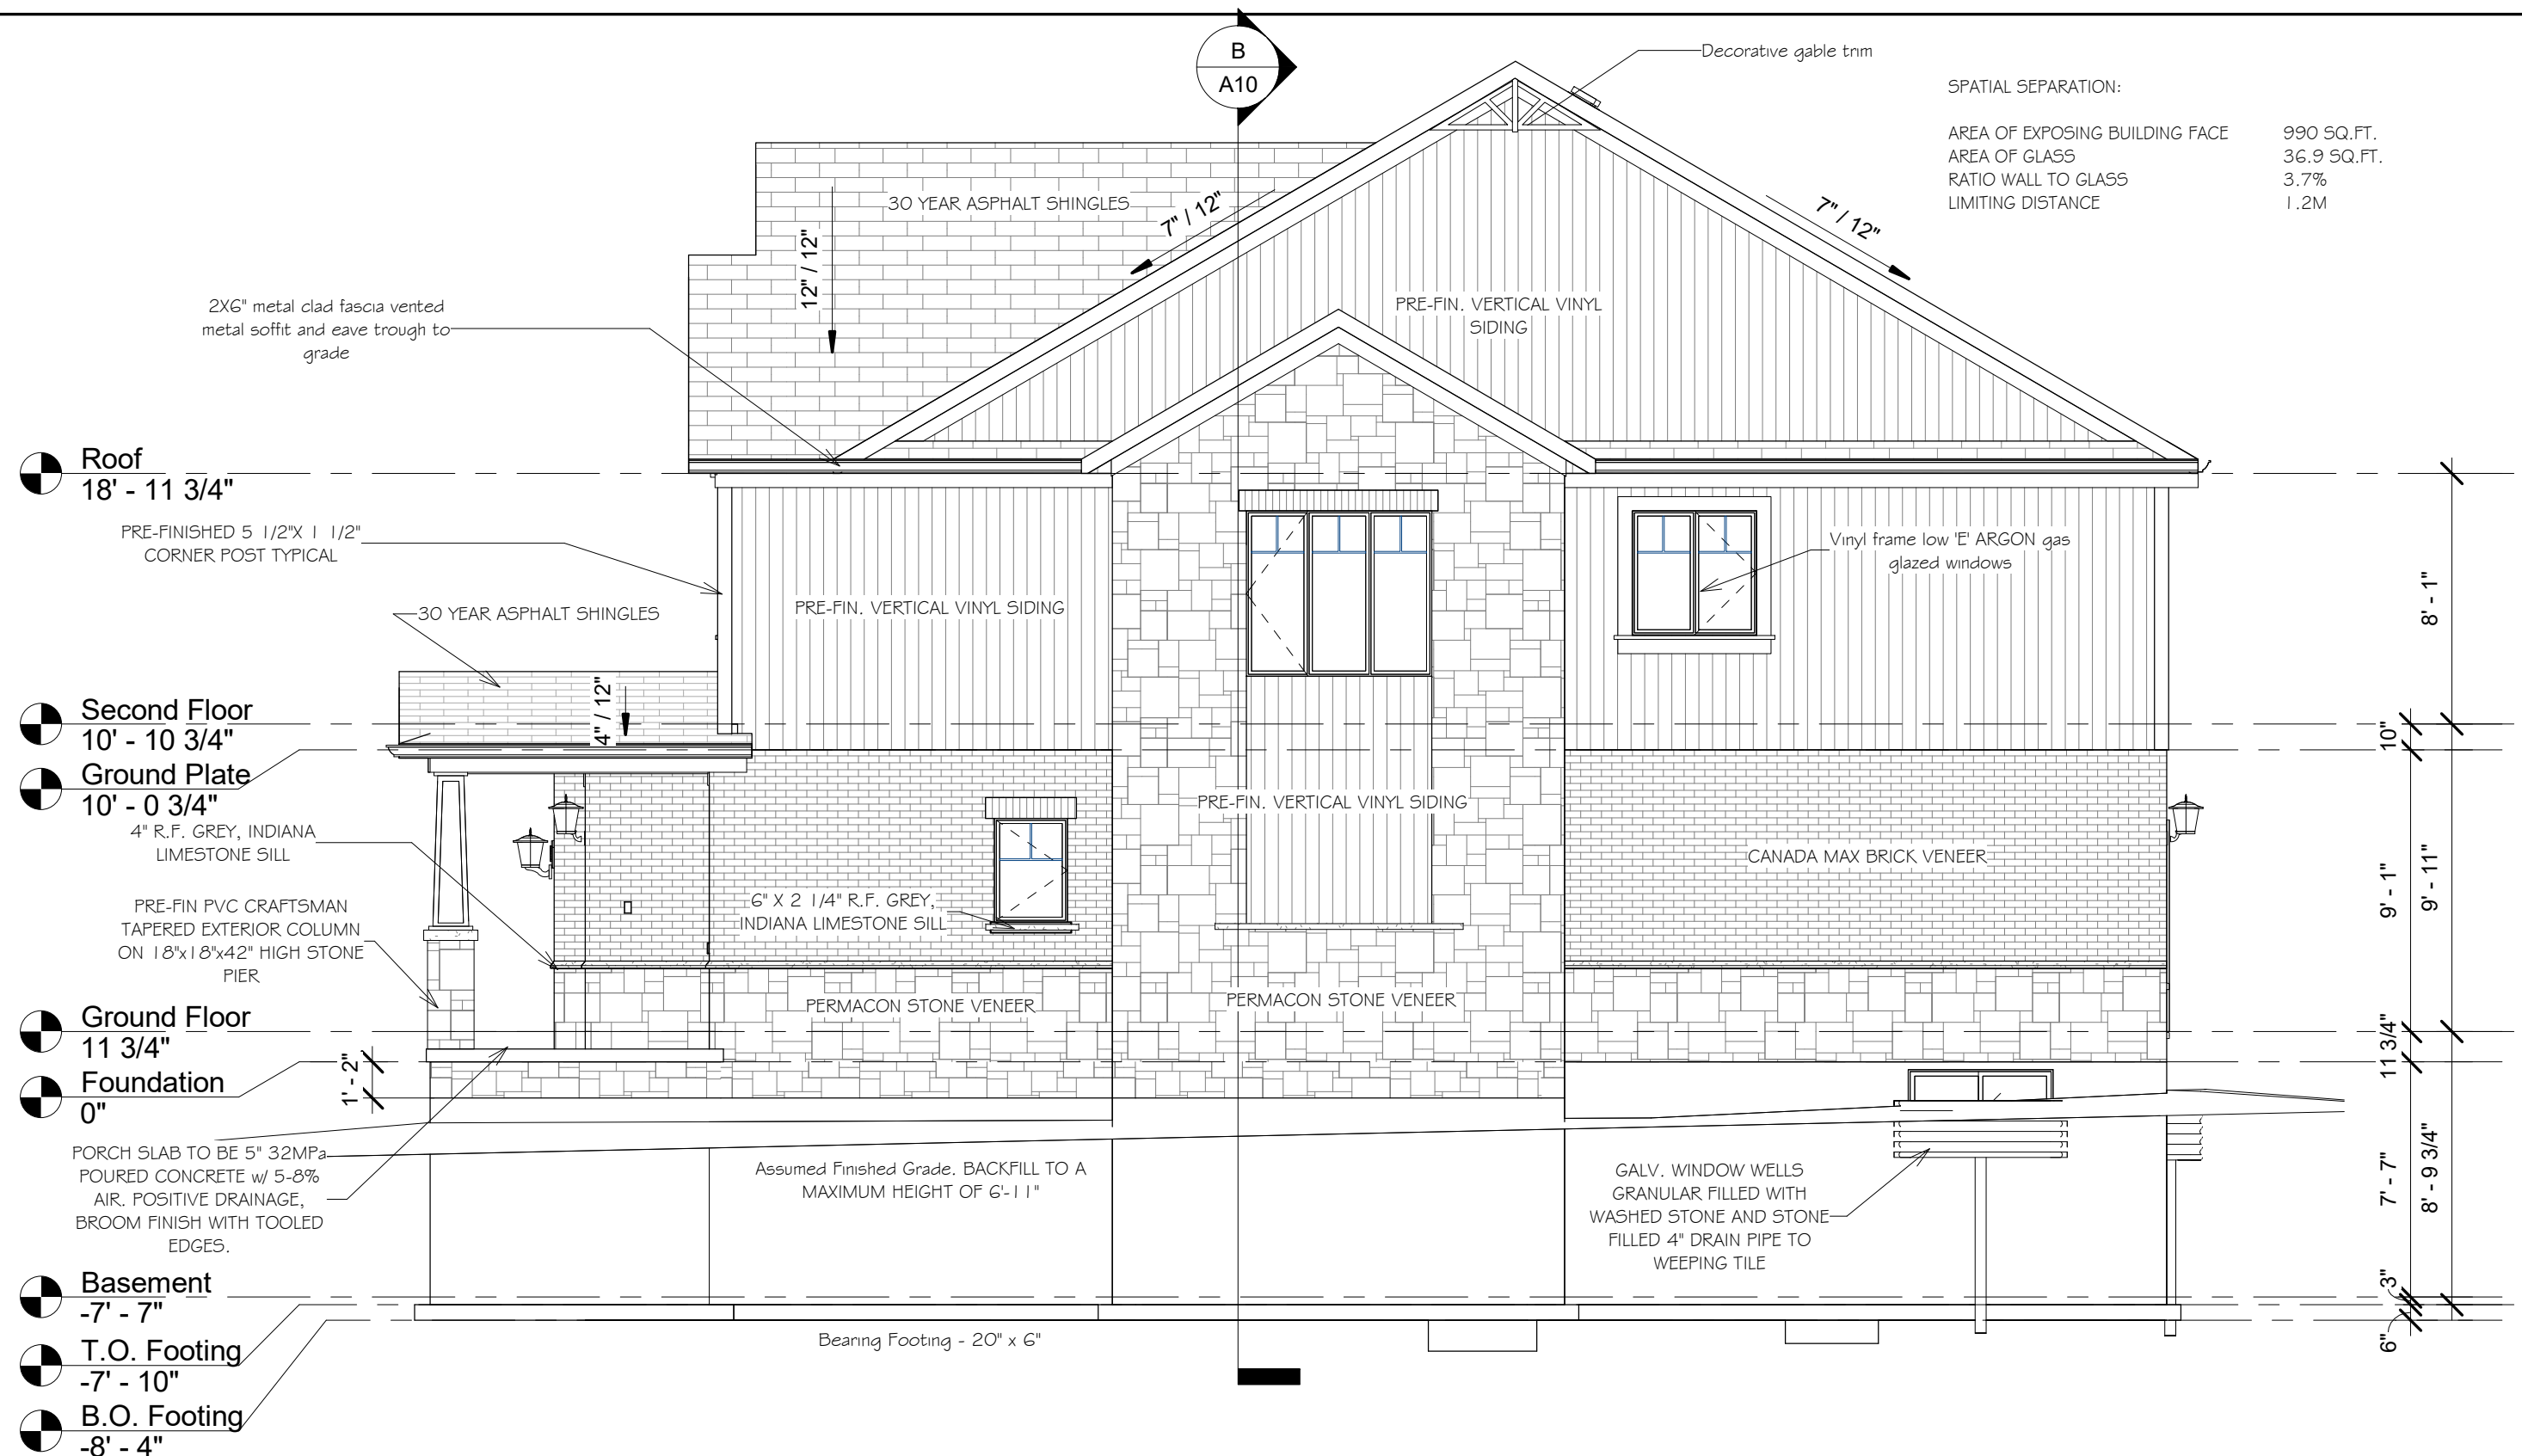 B
A10
Decorative gable trim
SPATIAL SEPARATION:
AREA OF EXPOSING BUILDING FACE 990 SQ.FT.
AREA OF GLASS 36.9 SQ.FT.
RATIO WALL TO GLASS 3.7%
LIMITING DISTANCE 1.2M
30 YEAR ASPHALT SHINGLES
12" / 12"
7" / 12"
7" / 12"
2X6" metal clad fascia vented
metal soffit and eave trough to
grade
PRE-FIN. VERTICAL VINYL
SIDING
Roof
18' - 11 3/4"
PRE-FINISHED 5 1/2"X 1 1/2"
CORNER POST TYPICAL
Vinyl frame low 'E' ARGON gas
glazed windows
8' - 1"
30 YEAR ASPHALT SHINGLES
PRE-FIN. VERTICAL VINYL SIDING
4" / 12"
Second Floor
10' - 10 3/4"
10"
Ground Plate
10' - 0 3/4"
4" R.F. GREY, INDIANA
LIMESTONE SILL
PRE-FIN. VERTICAL VINYL SIDING
CANADA MAX BRICK VENEER
9' - 1"
9' - 11"
PRE-FIN PVC CRAFTSMAN
TAPERED EXTERIOR COLUMN
ON 18"x18"x42" HIGH STONE
PIER
6" X 2 1/4" R.F. GREY,
INDIANA LIMESTONE SILL
PERMACON STONE VENEER
PERMACON STONE VENEER
Ground Floor
11 3/4"
11 3/4"
Foundation
0"
1' - 2"
PORCH SLAB TO BE 5" 32MPa
POURED CONCRETE w/ 5-8%
AIR. POSITIVE DRAINAGE,
BROOM FINISH WITH TOOLED
EDGES.
Assumed Finished Grade. BACKFILL TO A
MAXIMUM HEIGHT OF 6'-11"
GALV. WINDOW WELLS
GRANULAR FILLED WITH
WASHED STONE AND STONE
FILLED 4" DRAIN PIPE TO
WEEPING TILE
7' - 7"
8' - 9 3/4"
Basement
-7' - 7"
3"
T.O. Footing
-7' - 10"
Bearing Footing - 20" x 6"
6"
B.O. Footing
-8' - 4"